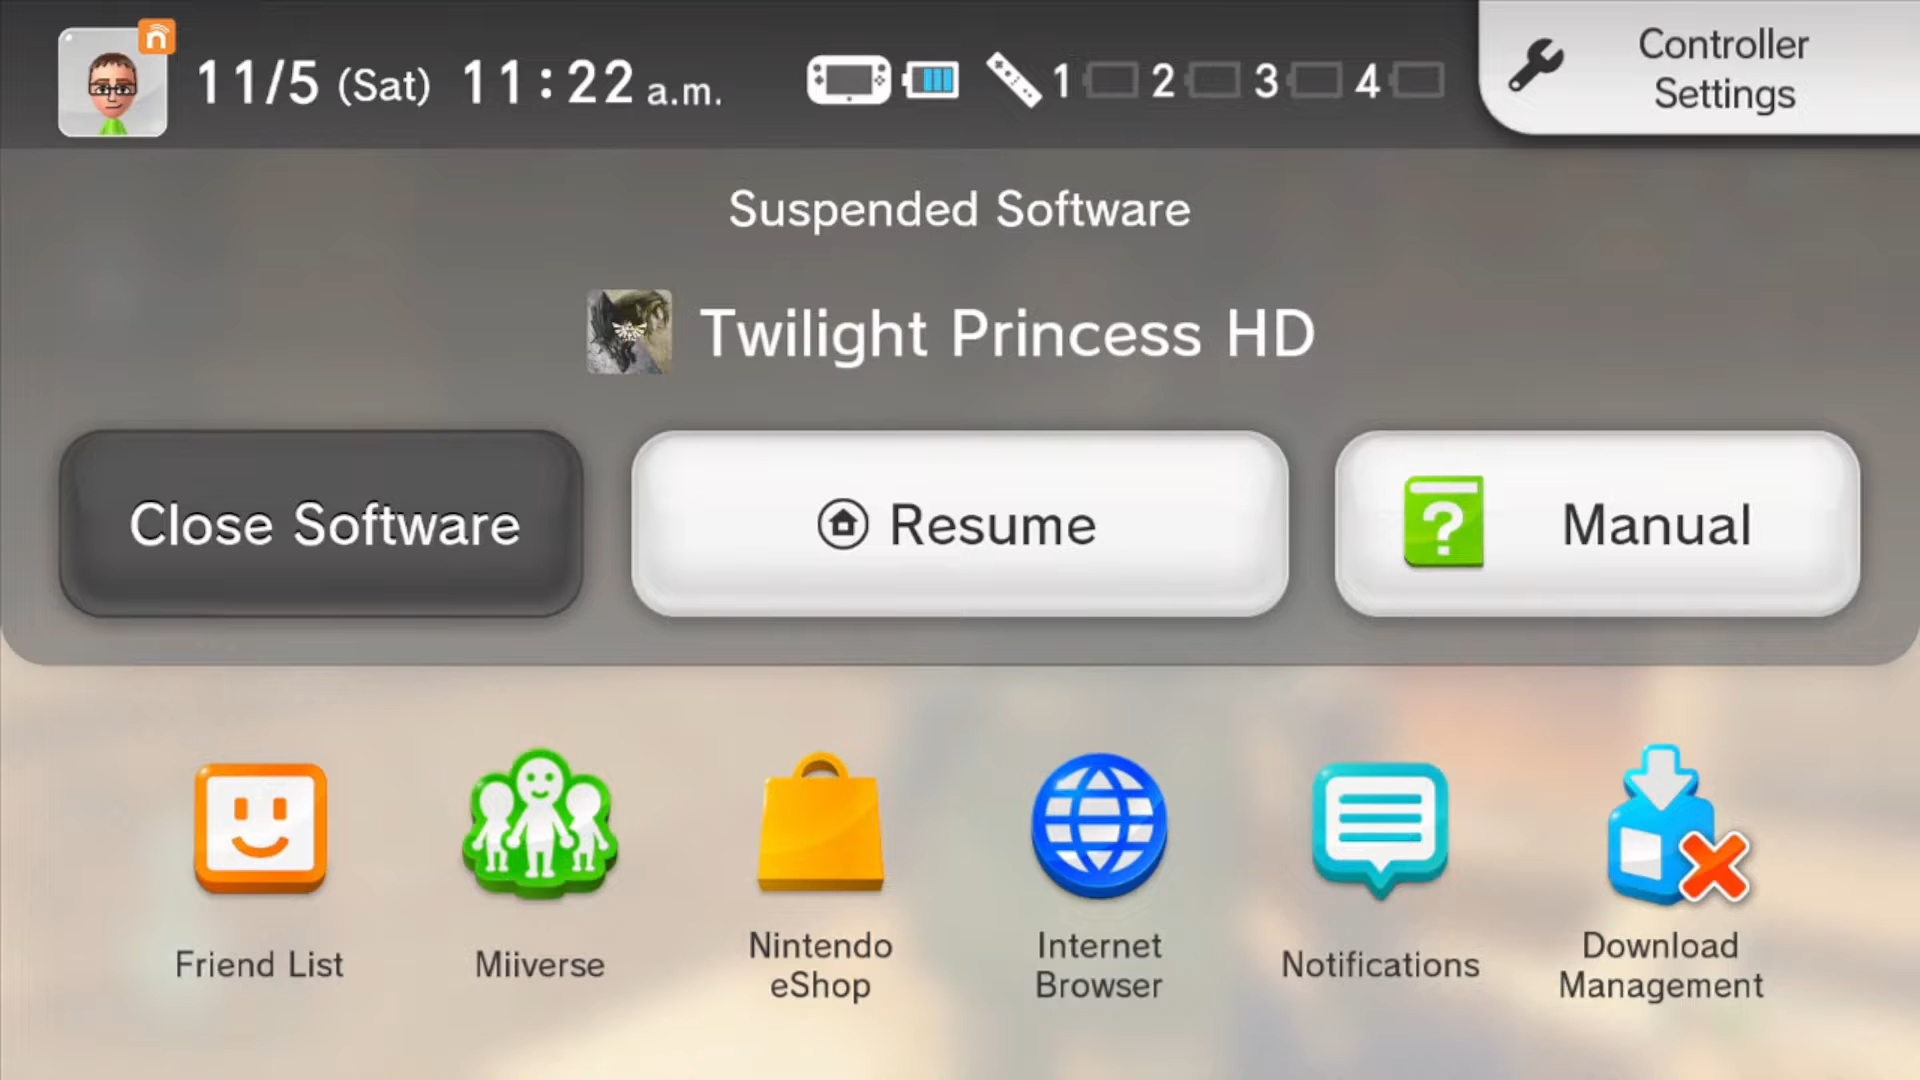 11/5 (Sat) 11:22 a.m.
1 2 3 4
Controller
Settings
Suspended Software
Twilight Princess HD
Close Software
Resume
? Manual
Friend List
Miiverse
Nintendo
eShop
Internet
Browser
Notifications
Download
Management